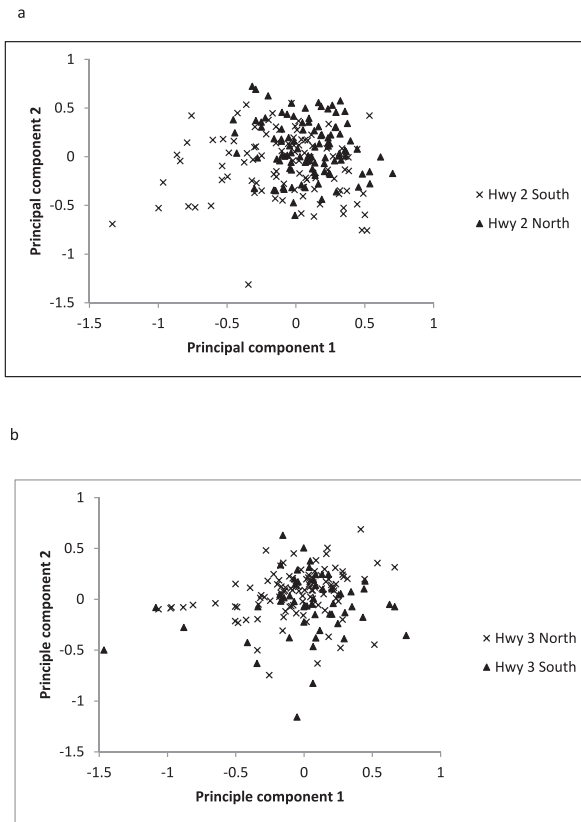 a
1
0.5
0
-0.5
-1
-1.5
-1.5 -1 -0.5 0 0.5 1
Principal component 2
Principal component 1
Hwy 2 South
Hwy 2 North
b
1
0.5
0
-0.5
-1
-1.5
-1.5 -1 -0.5 0 0.5 1
Principle component 2
Principle component 1
Hwy 3 North
Hwy 3 South